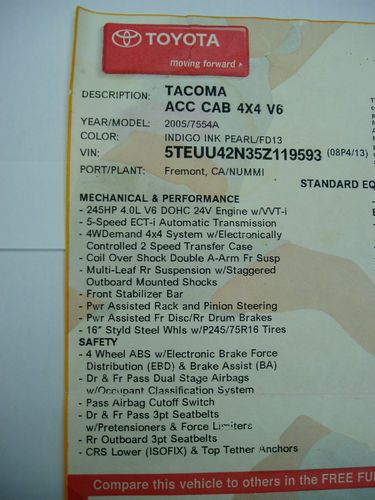 TOYOTA
moving forward
DESCRIPTION: TACOMA
ACC CAB 4X4 V6
YEAR/MODEL: 2005/7554A
COLOR: INDIGO INK PEARL/FD13
VIN: 5TEUU42N35Z119593 (08P4/13)
PORT/PLANT: Fremont, CA/NUMMI
STANDARD EQ
MECHANICAL & PERFORMANCE
- 245HP 4.0L V6 DOHC 24V Engine w/VVT-i
- 5-Speed ECT-i Automatic Transmission
- 4WDemand 4x4 System w/Electronically
Controlled 2 Speed Transfer Case
- Coil Over Shock Double A-Arm Fr Susp
- Multi-Leaf Rr Suspension w/Staggered
Outboard Mounted Shocks
- Front Stabilizer Bar
- Pwr Assisted Rack and Pinion Steering
- Pwr Assisted Fr Disc/Rr Drum Brakes
- 16" Styld Steel Whls w/P245/75R16 Tires
SAFETY
- 4 Wheel ABS w/Electronic Brake Force
Distribution (EBD) & Brake Assist (BA)
- Dr & Fr Pass Dual Stage Airbags
w/Occupant Classification System
- Pass Airbag Cutoff Switch
- Dr & Fr Pass 3pt Seatbelts
w/Pretensioners & Force Limiters
- Rr Outboard 3pt Seatbelts
- CRS Lower (ISOFIX) & Top Tether Anchors
Compare this vehicle to others in the FREE FU